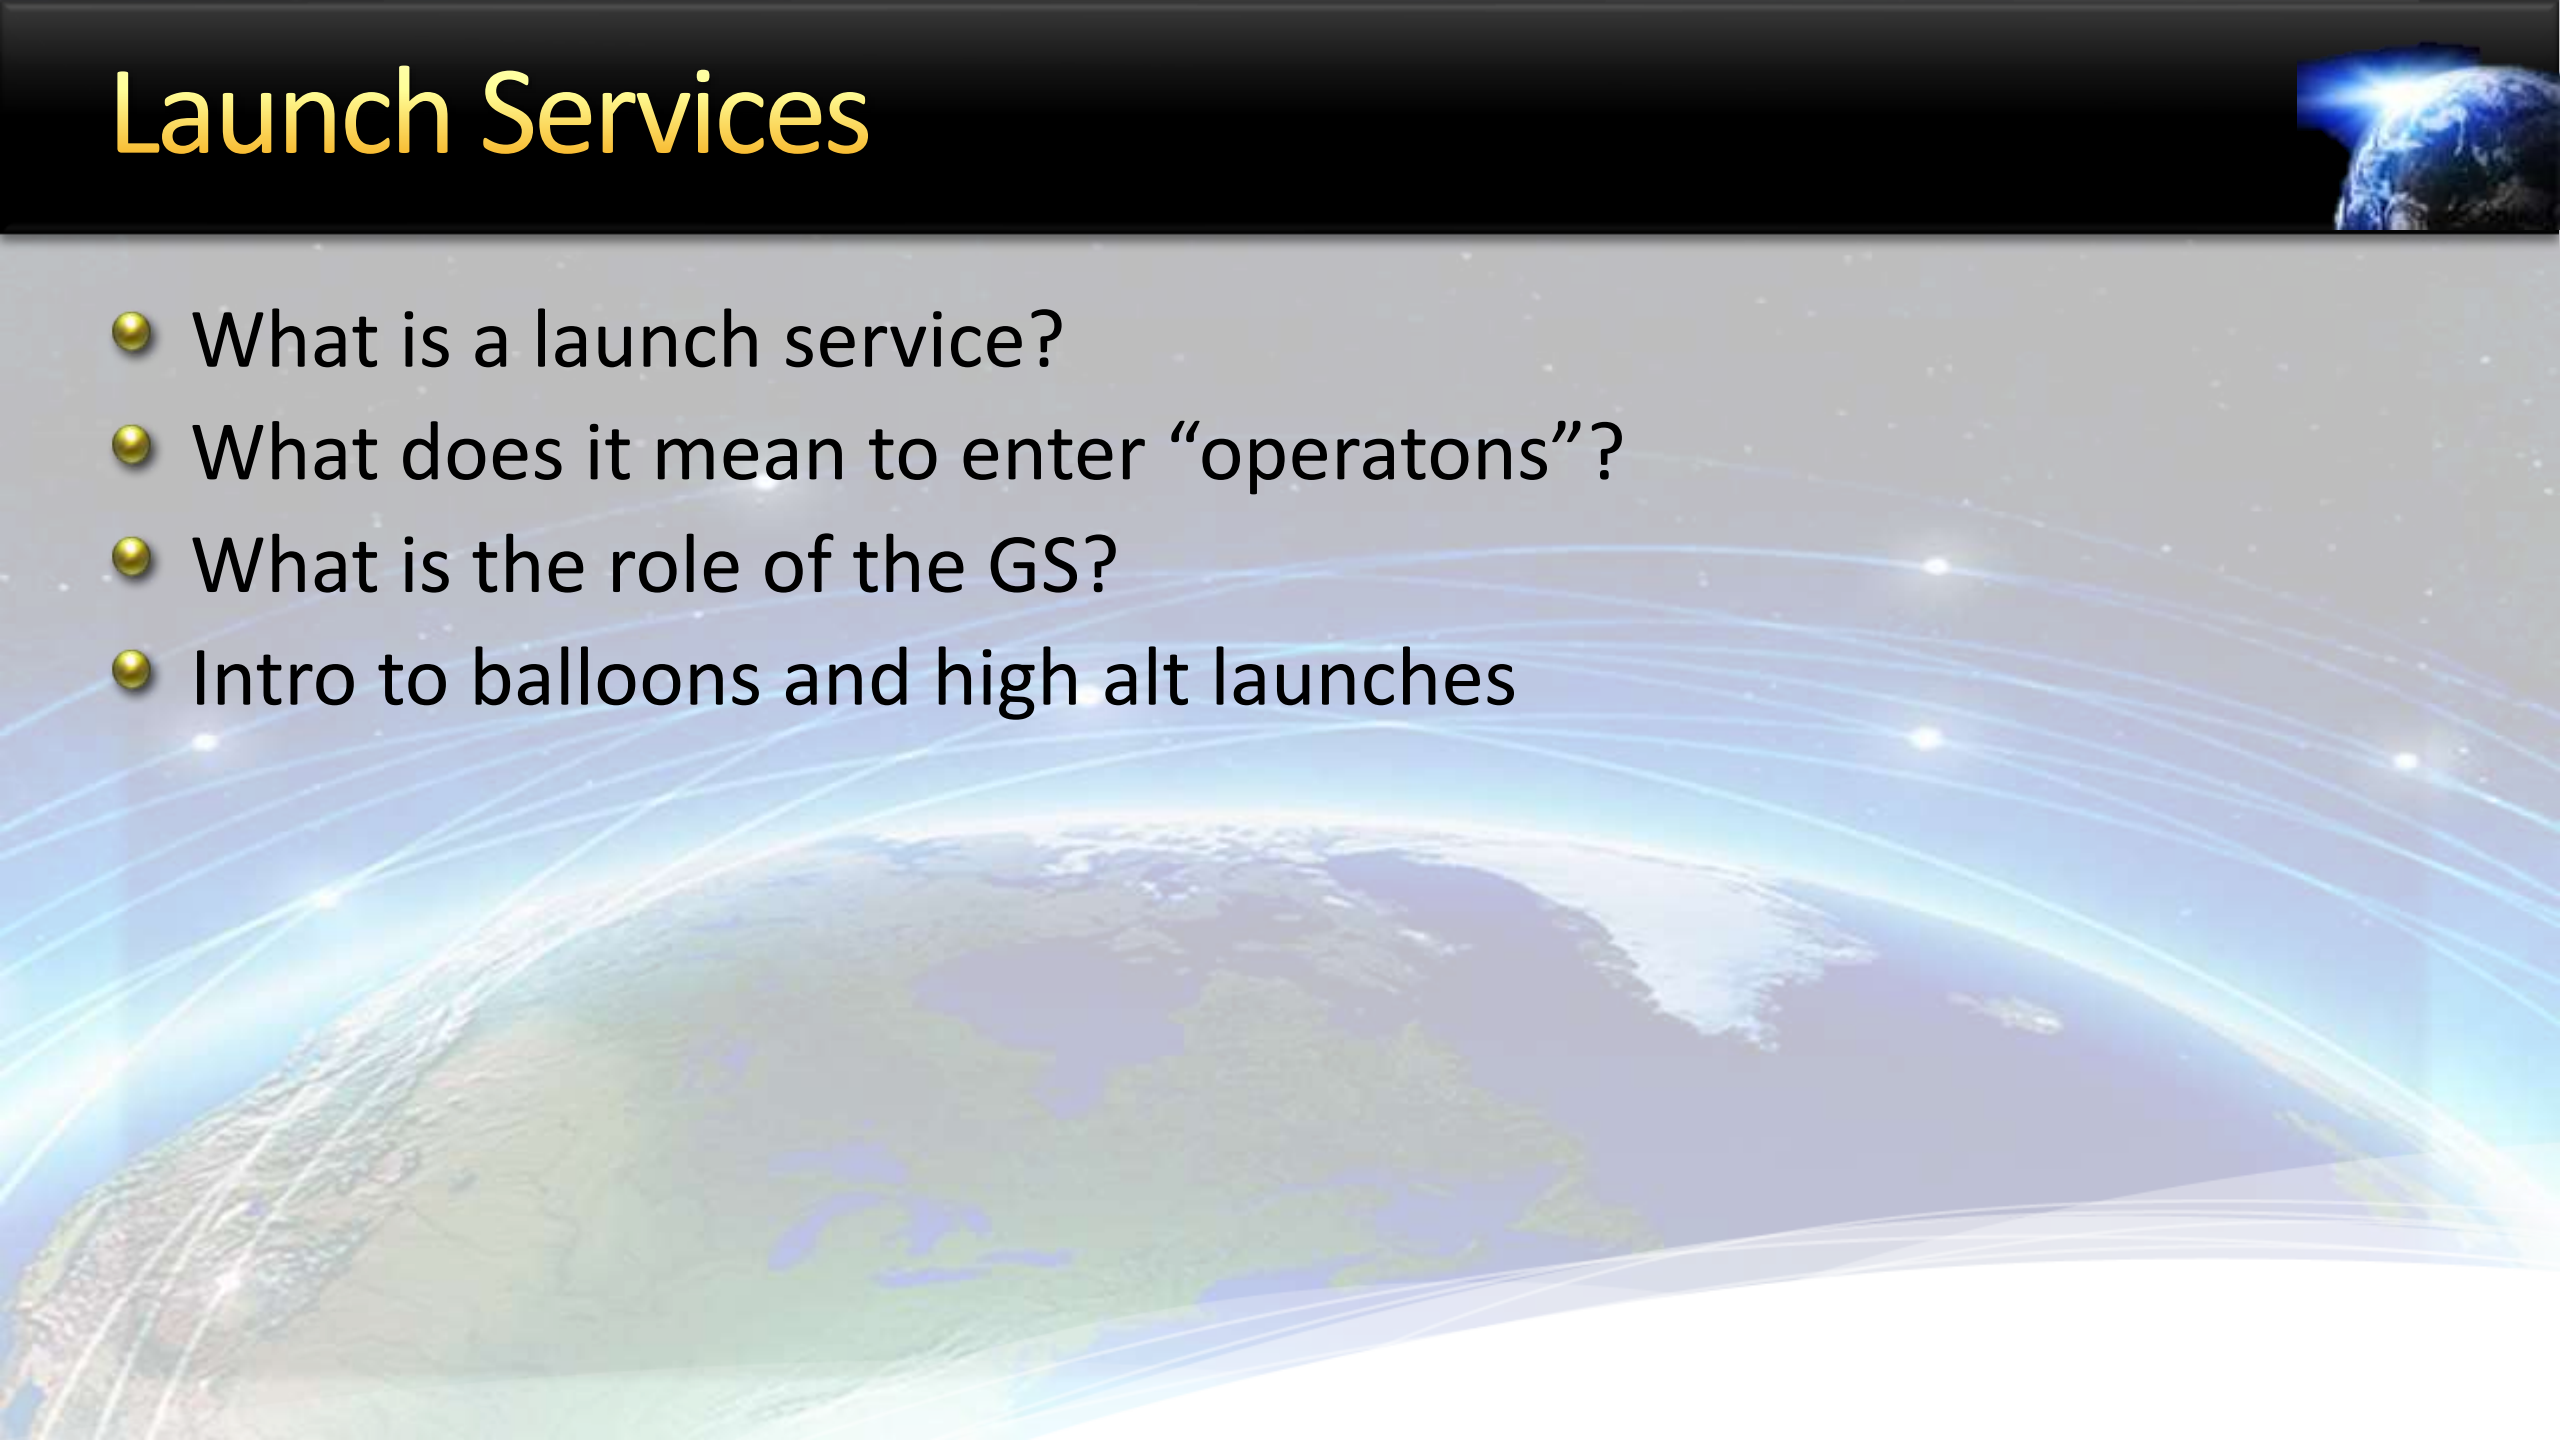 Launch Services
What is a launch service?
What does it mean to enter “operatons”?
What is the role of the GS?
Intro to balloons and high alt launches